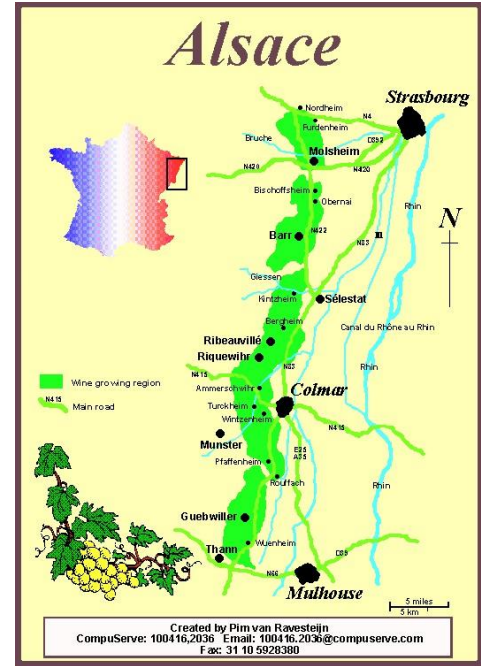 Alsace
Strasbourg
Nordheim
N4
Furdenheim
Bruche
D392
Molsheim
N420
N420
Bischoffsheim
Obernai
Rhin
N
N422
Barr
Ill
N83
Giessen
Kintzheim
Sélestat
Bergheim
Canal du Rhône au Rhin
Ribeauvillé
Riquewihr
N83
N415
Rhin
Wine growing region
Ammerschwihr
Colmar
N415
Main road
Turckheim
Wintzenheim
N415
Munster
E25
A35
Pfaffenheim
Rouffach
Rhin
Guebwiller
Wuenheim
Thann
D39
N66
Mulhouse
5 miles
5 km
Created by Pim van Ravesteijn
CompuServe: 100416,2036 Email: 100416.2036@compuserve.com
Fax: 31 10 5928380